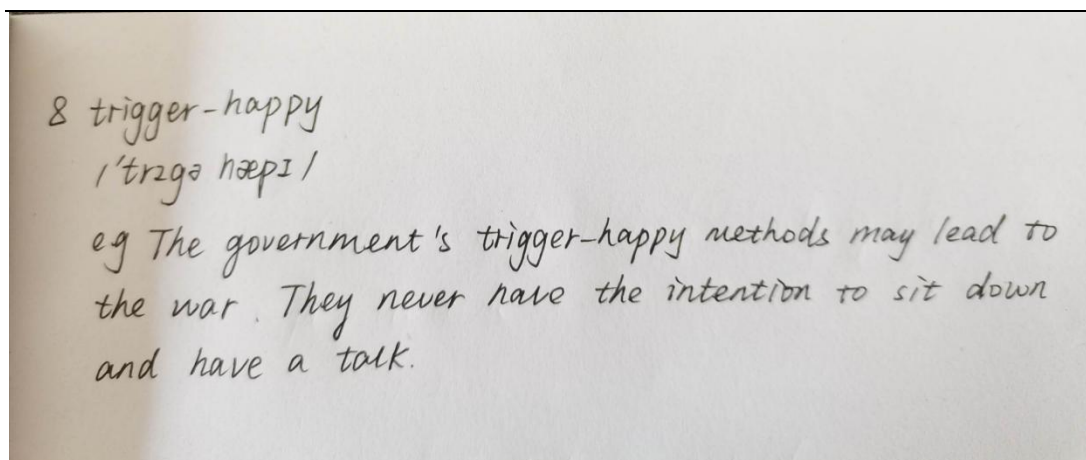 8 trigger-happy
/'trɪgə hæpɪ/
eg The government's trigger-happy methods may lead to
the war. They never have the intention to sit down
and have a talk.